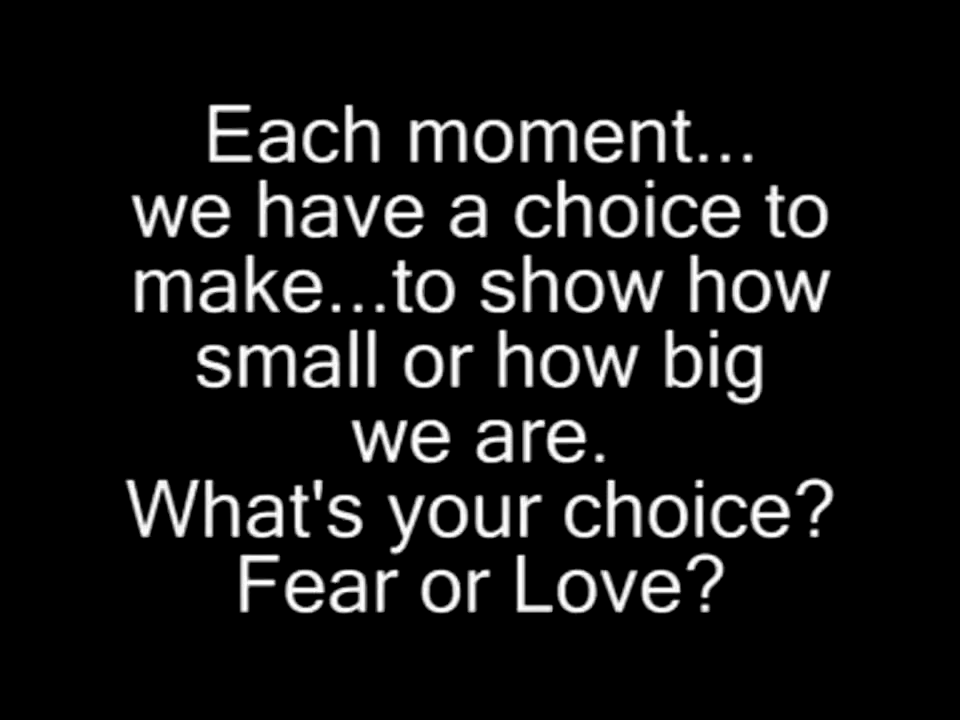 Each moment...
we have a choice to
make...to show how
small or how big
we are.
What's your choice?
Fear or Love?